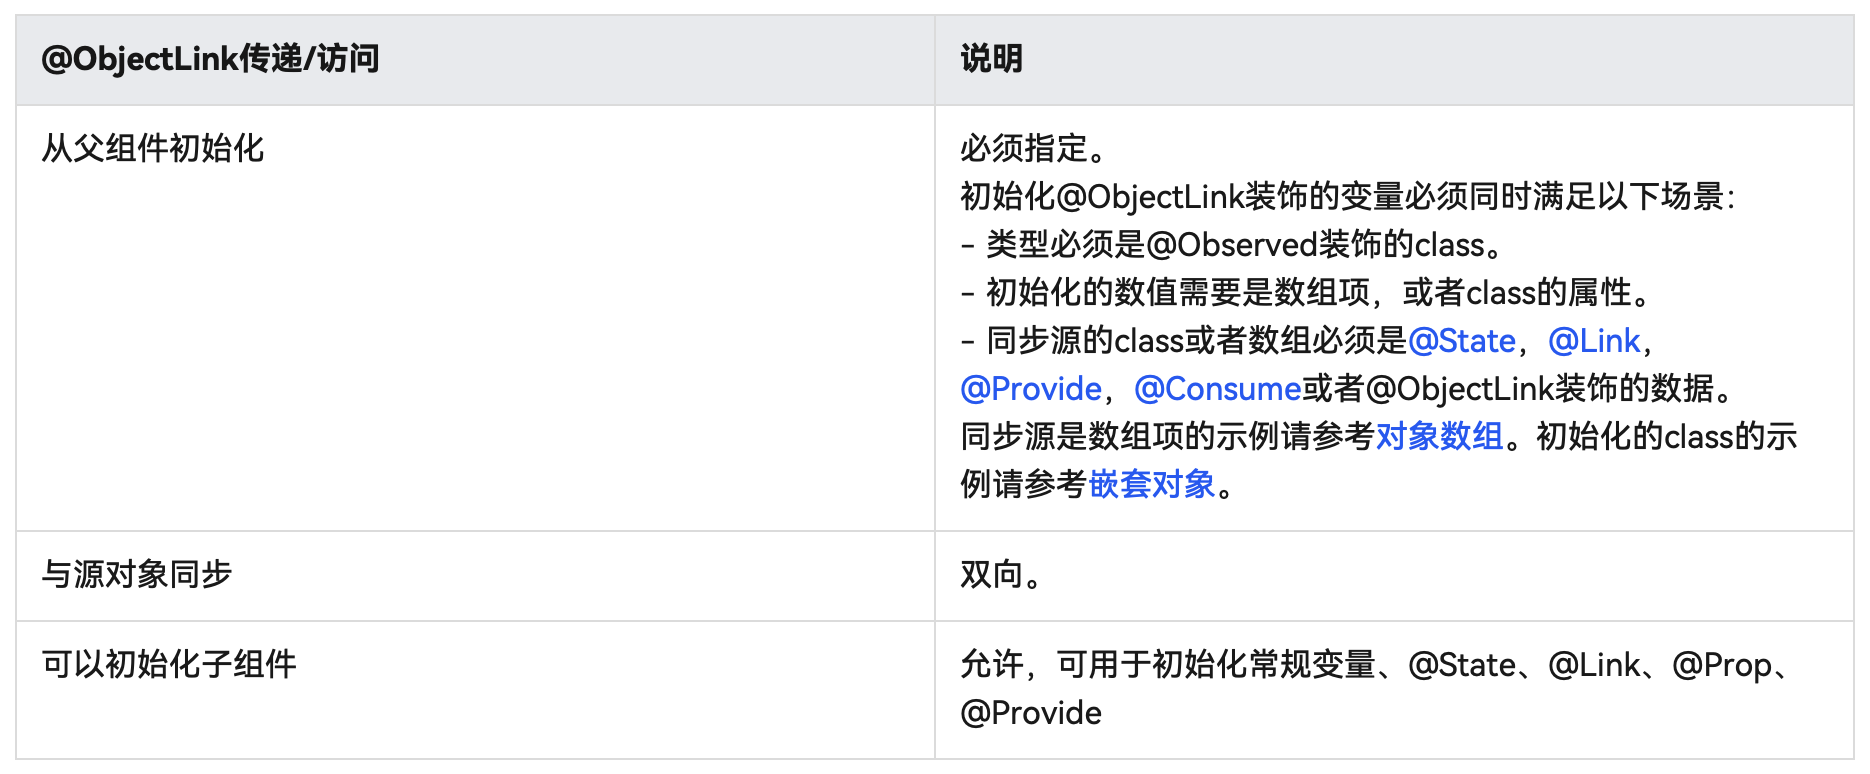 @ObjectLink传递/访问
说明
从父组件初始化
必须指定。
初始化@ObjectLink装饰的变量必须同时满足以下场景：
- 类型必须是@Observed装饰的class。
- 初始化的数值需要是数组项，或者class的属性。
- 同步源的class或者数组必须是@State，@Link，
@Provide，@Consume或者@ObjectLink装饰的数据。
同步源是数组项的示例请参考对象数组。初始化的class的示
例请参考嵌套对象。
与源对象同步
双向。
可以初始化子组件
允许，可用于初始化常规变量、@State、@Link、@Prop、
@Provide